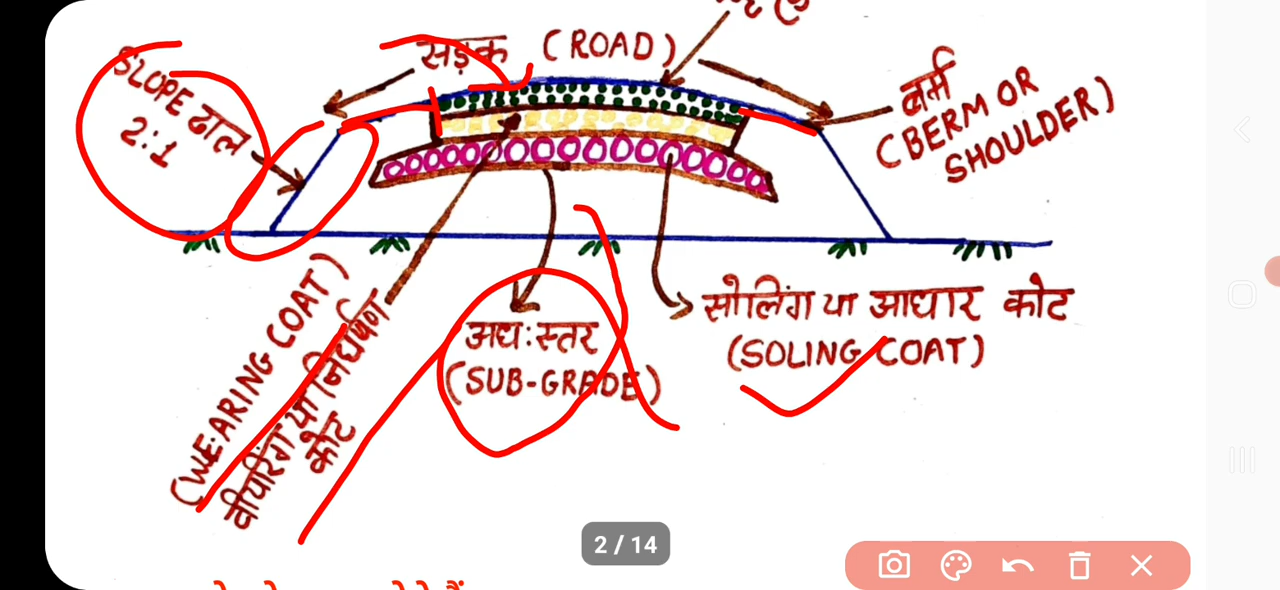 सड़क (ROAD)
SLOPE ढाल
2:1
बर्म
(BERM OR
SHOULDER)
(WEARING COAT)
वीयरिंग या निघर्षण
कोट
अध:स्तर
(SUB-GRADE)
सोलिंग या आधार कोट
(SOLING COAT)
2 / 14